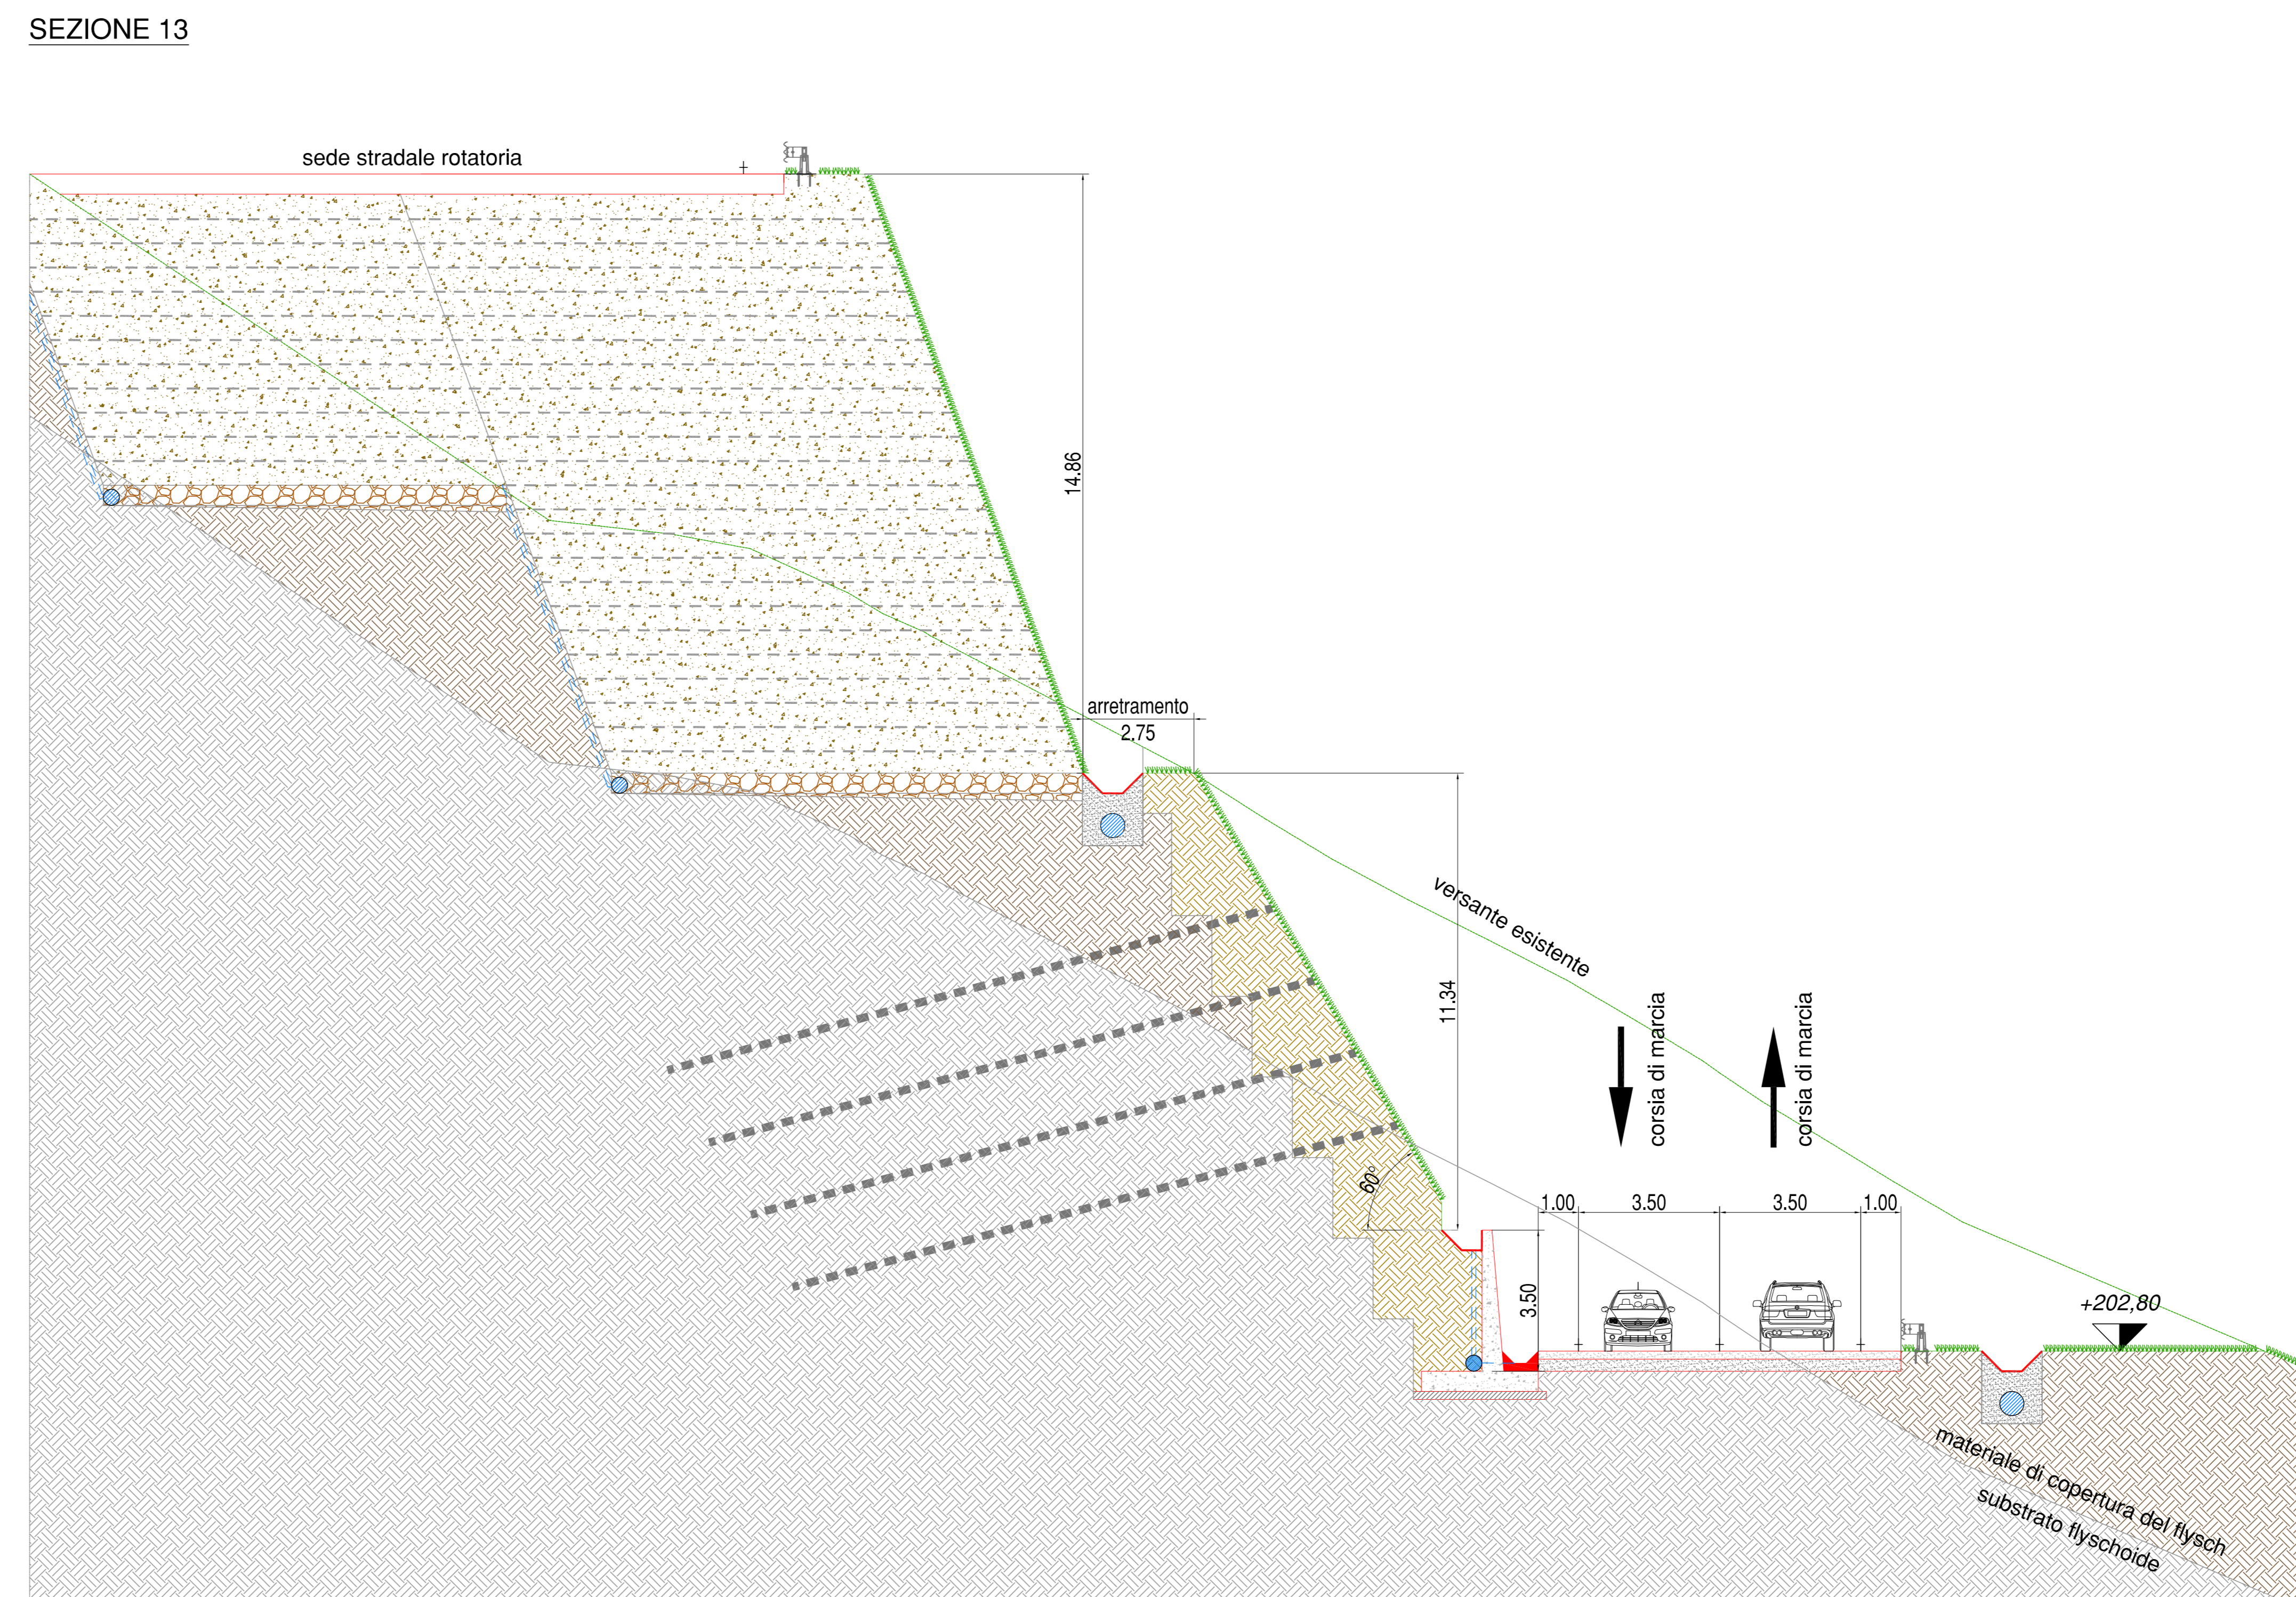 SEZIONE 13
sede stradale rotatoria
14.86
arretramento
2.75
versante esistente
11.34
corsia di marcia
corsia di marcia
60°
1.00
3.50
3.50
1.00
3.50
+202,80
materiale di copertura del flysch
substrato flyschoide